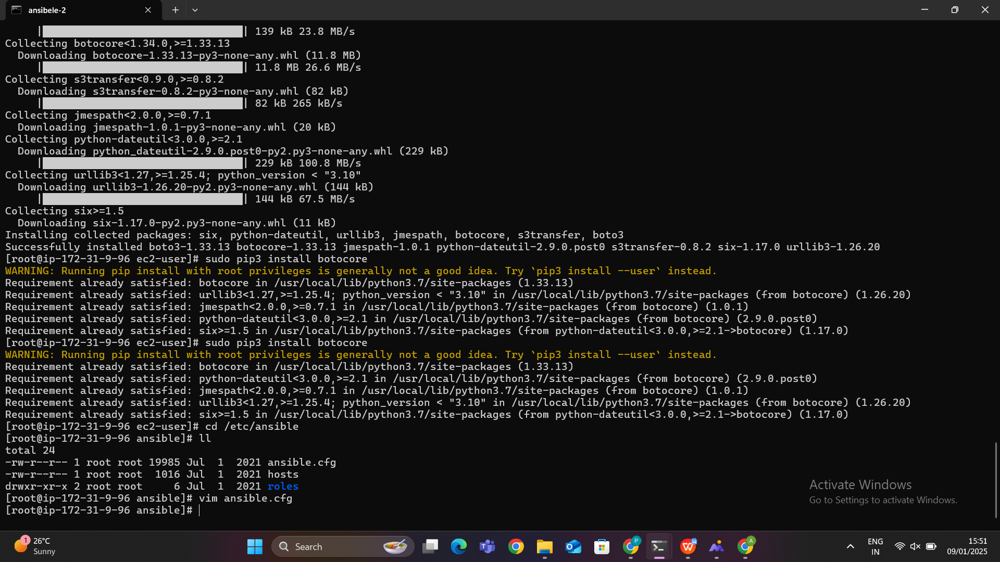 ansibele-2
| | 139 kB 23.8 MB/s
Collecting botocore<1.34.0,>=1.33.13
Downloading botocore-1.33.13-py3-none-any.whl (11.8 MB)
| | 11.8 MB 26.6 MB/s
Collecting s3transfer<0.9.0,>=0.8.2
Downloading s3transfer-0.8.2-py3-none-any.whl (82 kB)
| | 82 kB 265 kB/s
Collecting jmespath<2.0.0,>=0.7.1
Downloading jmespath-1.0.1-py3-none-any.whl (20 kB)
Collecting python-dateutil<3.0.0,>=2.1
Downloading python_dateutil-2.9.0.post0-py2.py3-none-any.whl (229 kB)
| | 229 kB 100.8 MB/s
Collecting urllib3<1.27,>=1.25.4; python_version < "3.10"
Downloading urllib3-1.26.20-py2.py3-none-any.whl (144 kB)
| | 144 kB 67.5 MB/s
Collecting six>=1.5
Downloading six-1.17.0-py2.py3-none-any.whl (11 kB)
Installing collected packages: six, python-dateutil, urllib3, jmespath, botocore, s3transfer, boto3
Successfully installed boto3-1.33.13 botocore-1.33.13 jmespath-1.0.1 python-dateutil-2.9.0.post0 s3transfer-0.8.2 six-1.17.0 urllib3-1.26.20
[root@ip-172-31-9-96 ec2-user]# sudo pip3 install botocore
WARNING: Running pip install with root privileges is generally not a good idea. Try `pip3 install --user` instead.
Requirement already satisfied: botocore in /usr/local/lib/python3.7/site-packages (1.33.13)
Requirement already satisfied: urllib3<1.27,>=1.25.4; python_version < "3.10" in /usr/local/lib/python3.7/site-packages (from botocore) (1.26.20)
Requirement already satisfied: jmespath<2.0.0,>=0.7.1 in /usr/local/lib/python3.7/site-packages (from botocore) (1.0.1)
Requirement already satisfied: python-dateutil<3.0.0,>=2.1 in /usr/local/lib/python3.7/site-packages (from botocore) (2.9.0.post0)
Requirement already satisfied: six>=1.5 in /usr/local/lib/python3.7/site-packages (from python-dateutil<3.0.0,>=2.1->botocore) (1.17.0)
[root@ip-172-31-9-96 ec2-user]# sudo pip3 install botocore
WARNING: Running pip install with root privileges is generally not a good idea. Try `pip3 install --user` instead.
Requirement already satisfied: botocore in /usr/local/lib/python3.7/site-packages (1.33.13)
Requirement already satisfied: python-dateutil<3.0.0,>=2.1 in /usr/local/lib/python3.7/site-packages (from botocore) (2.9.0.post0)
Requirement already satisfied: jmespath<2.0.0,>=0.7.1 in /usr/local/lib/python3.7/site-packages (from botocore) (1.0.1)
Requirement already satisfied: urllib3<1.27,>=1.25.4; python_version < "3.10" in /usr/local/lib/python3.7/site-packages (from botocore) (1.26.20)
Requirement already satisfied: six>=1.5 in /usr/local/lib/python3.7/site-packages (from python-dateutil<3.0.0,>=2.1->botocore) (1.17.0)
[root@ip-172-31-9-96 ec2-user]# cd /etc/ansible
[root@ip-172-31-9-96 ansible]# ll
total 24
-rw-r--r-- 1 root root 19985 Jul  1  2021 ansible.cfg
-rw-r--r-- 1 root root  1016 Jul  1  2021 hosts
drwxr-xr-x 2 root root     6 Jul  1  2021 roles
[root@ip-172-31-9-96 ansible]# vim ansible.cfg
[root@ip-172-31-9-96 ansible]#
Activate Windows
Go to Settings to activate Windows.
1
26°C
Sunny
Search
P
A
ENG
IN
15:51
09/01/2025